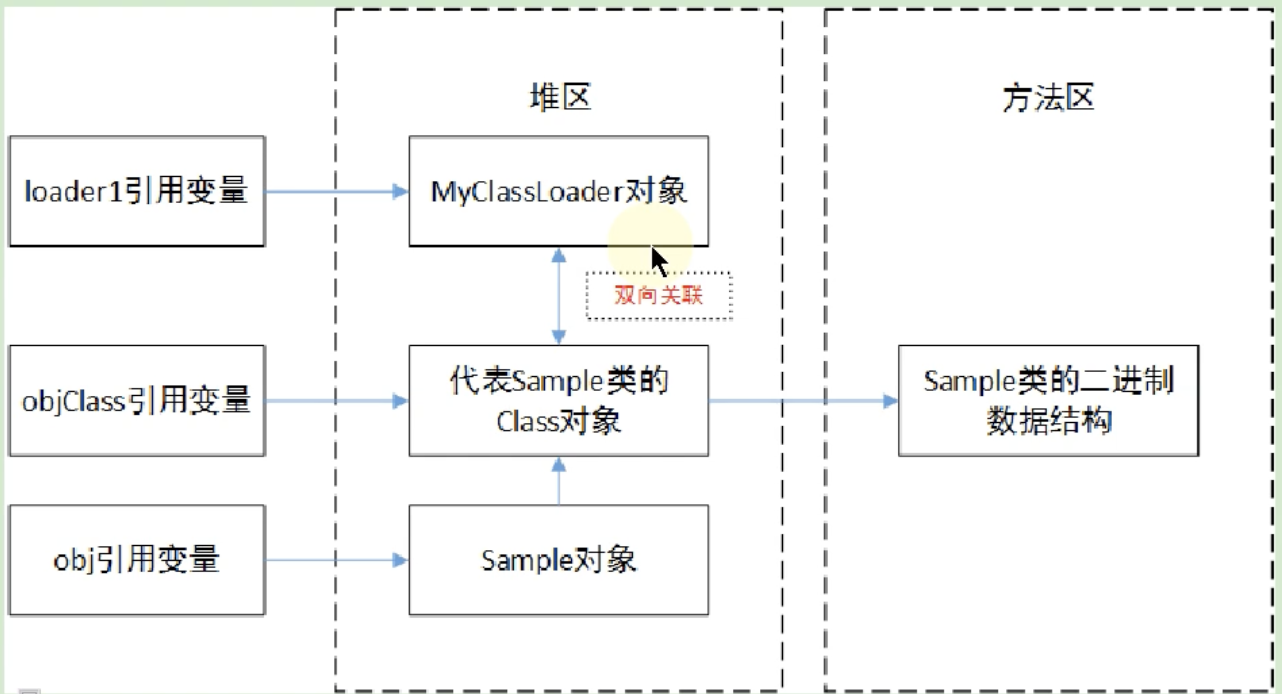 堆区
方法区
loader1引用变量
MyClassLoader对象
双向关联
objClass引用变量
代表Sample类的
Class对象
Sample类的二进制
数据结构
obj引用变量
Sample对象